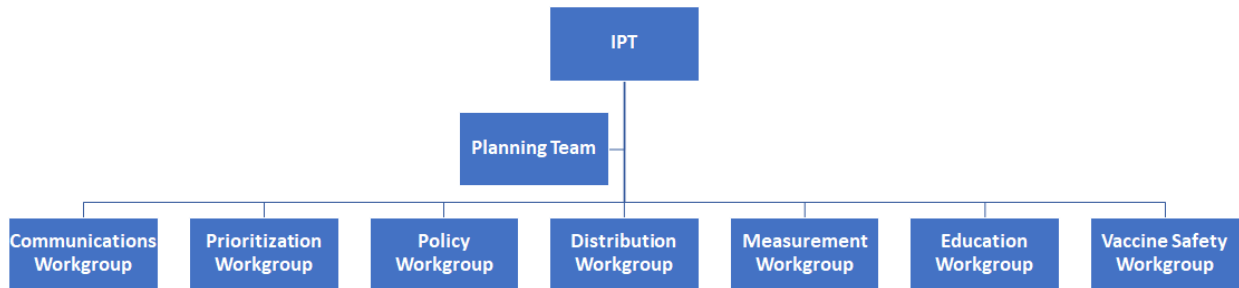 IPT
Planning Team
Communications
Workgroup
Prioritization
Workgroup
Policy
Workgroup
Distribution
Workgroup
Measurement
Workgroup
Education
Workgroup
Vaccine Safety
Workgroup